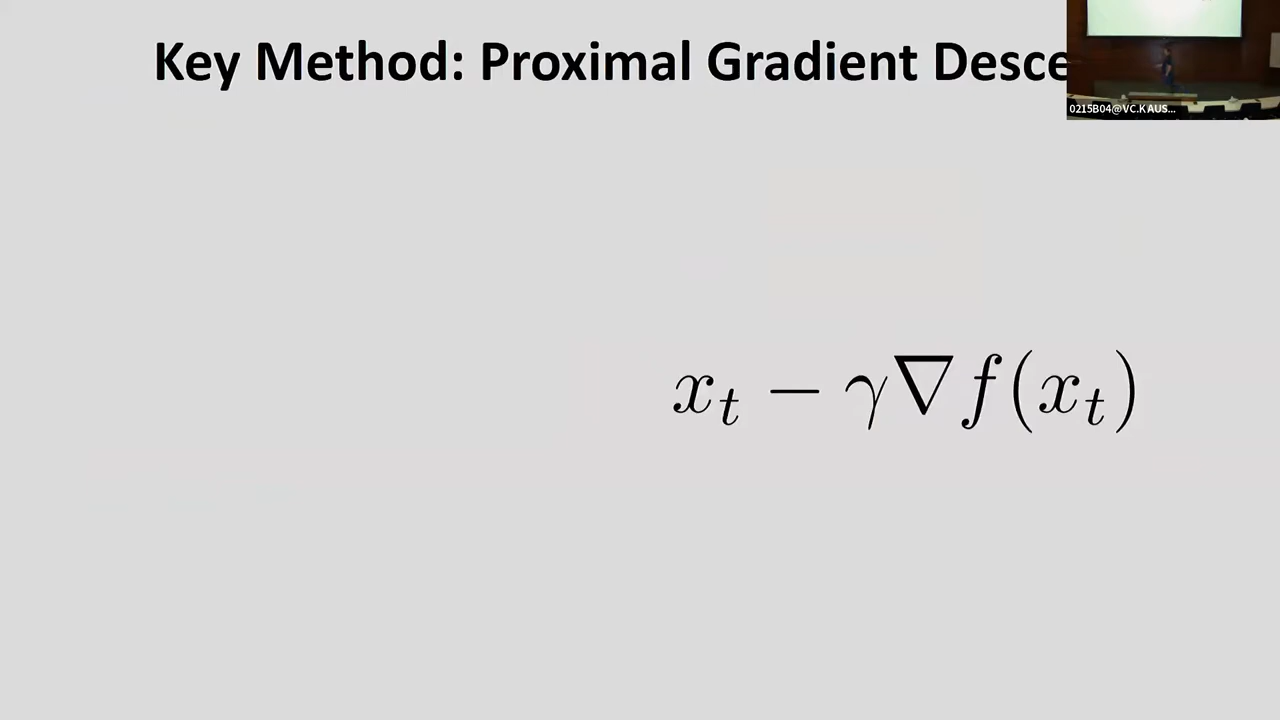 Key Method: Proximal Gradient Desce
0215B04@VC.KAUS...
x_t − γ∇f(x_t)